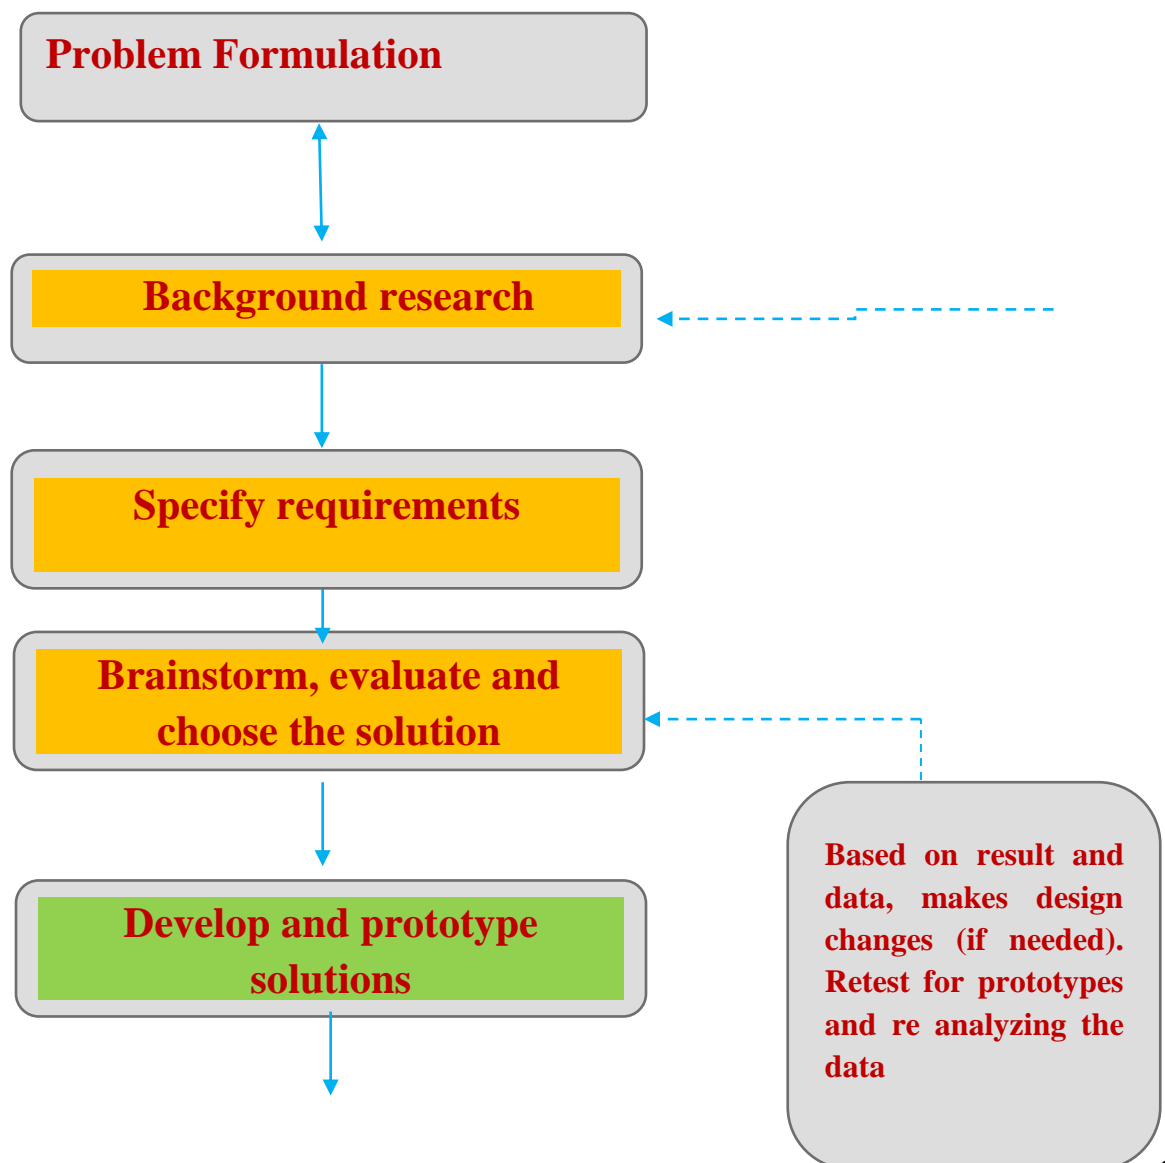 Problem Formulation
Background research
Specify requirements
Brainstorm, evaluate and
choose the solution
Develop and prototype
solutions
Based on result and
data, makes design
changes (if needed).
Retest for prototypes
and re analyzing the
data